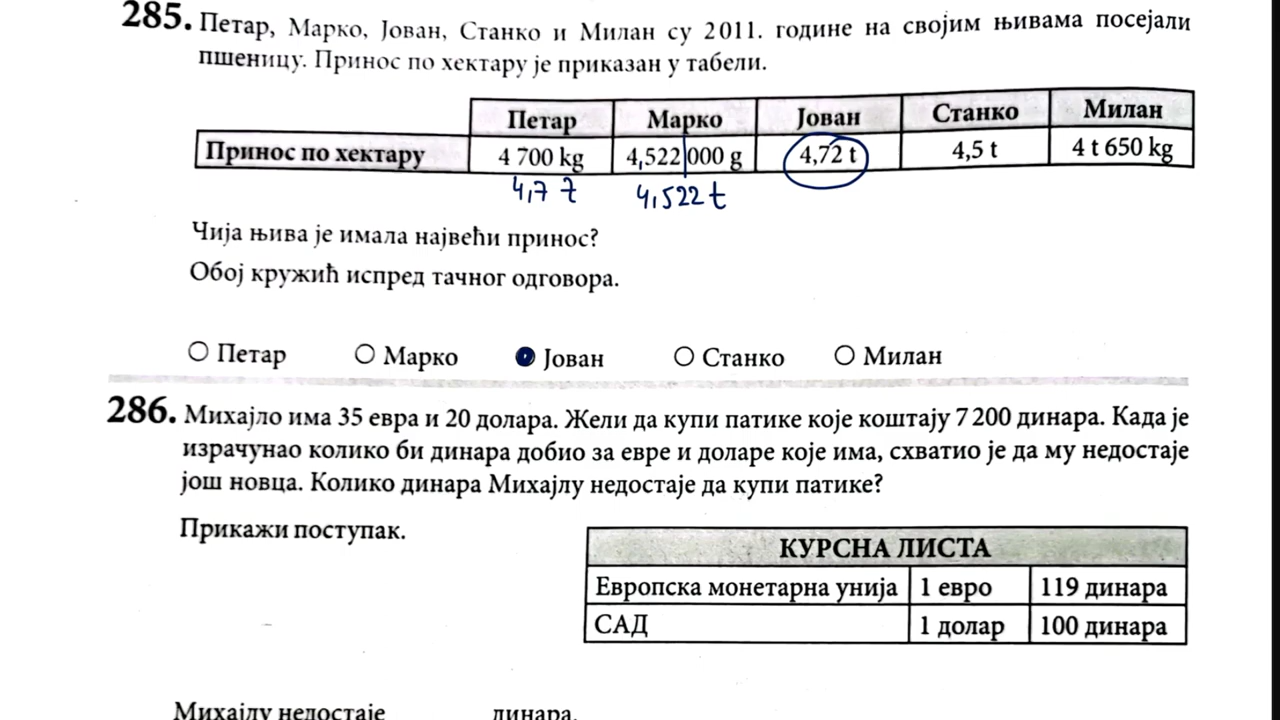 285. Петар, Марко, Јован, Станко и Милан су 2011. године на својим њивама посејали
пшеницу. Принос по хектару је приказан у табели.
Петар Марко Јован Станко Милан
Принос по хектару 4 700 kg 4,522|000 g 4,72 t 4,5 t 4 t 650 kg
4,7 t 4,522 t
Чија њива је имала највећи принос?
Обој кружић испред тачног одговора.
Петар Марко Јован Станко Милан
286. Михајло има 35 евра и 20 долара. Жели да купи патике које коштају 7 200 динара. Када је
израчунао колико би динара добио за евре и доларе које има, схватио је да му недостаје
још новца. Колико динара Михајлу недостаје да купи патике?
Прикажи поступак.
КУРСНА ЛИСТА
Европска монетарна унија 1 евро 119 динара
САД 1 долар 100 динара
Михајлу недостаје динара.